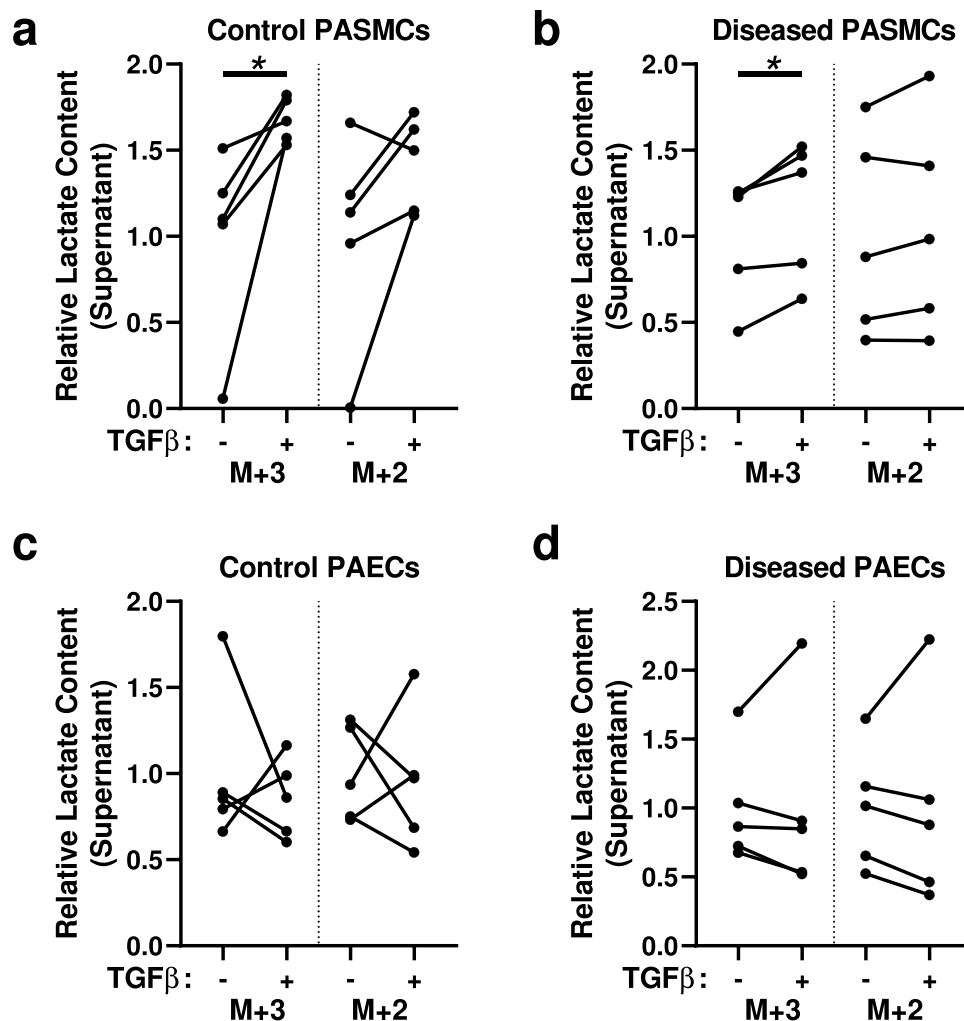 a
Control PASMCs
Relative Lactate Content
(Supernatant)
2.0
1.5
1.0
0.5
0.0
*
TGFβ: - + - +
M+3 M+2
b
Diseased PASMCs
Relative Lactate Content
(Supernatant)
2.0
1.5
1.0
0.5
0.0
*
TGFβ: - + - +
M+3 M+2
c
Control PAECs
Relative Lactate Content
(Supernatant)
2.0
1.5
1.0
0.5
0.0
TGFβ: - + - +
M+3 M+2
d
Diseased PAECs
Relative Lactate Content
(Supernatant)
2.5
2.0
1.5
1.0
0.5
0.0
TGFβ: - + - +
M+3 M+2